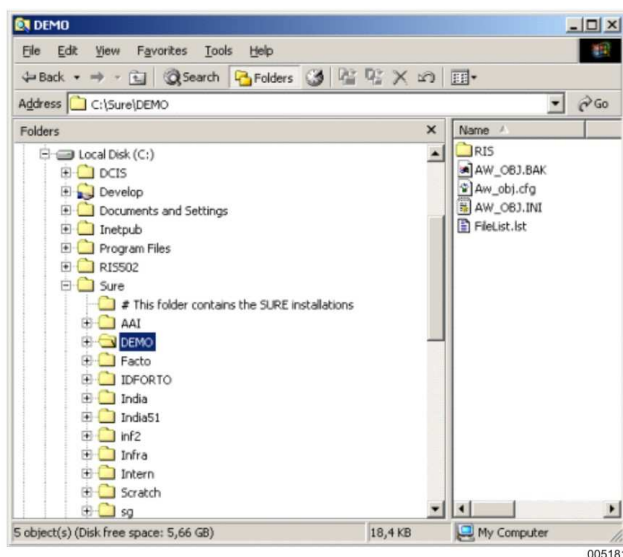 DEMO
File Edit View Favorites Tools Help
Back Search Folders
Address C:\Sure\DEMO Go
Folders Name
Local Disk (C:)
DCIS
Develop
Documents and Settings
Inetpub
Program Files
RIS502
Sure
# This folder contains the SURE installations
AAI
DEMO
Facto
IDFORTO
India
India51
inf2
Infra
Intern
Scratch
sg
RIS
AW_OBJ.BAK
Aw_obj.cfg
AW_OBJ.INI
FileList.lst
5 object(s) (Disk free space: 5,66 GB) 18,4 KB My Computer
005187